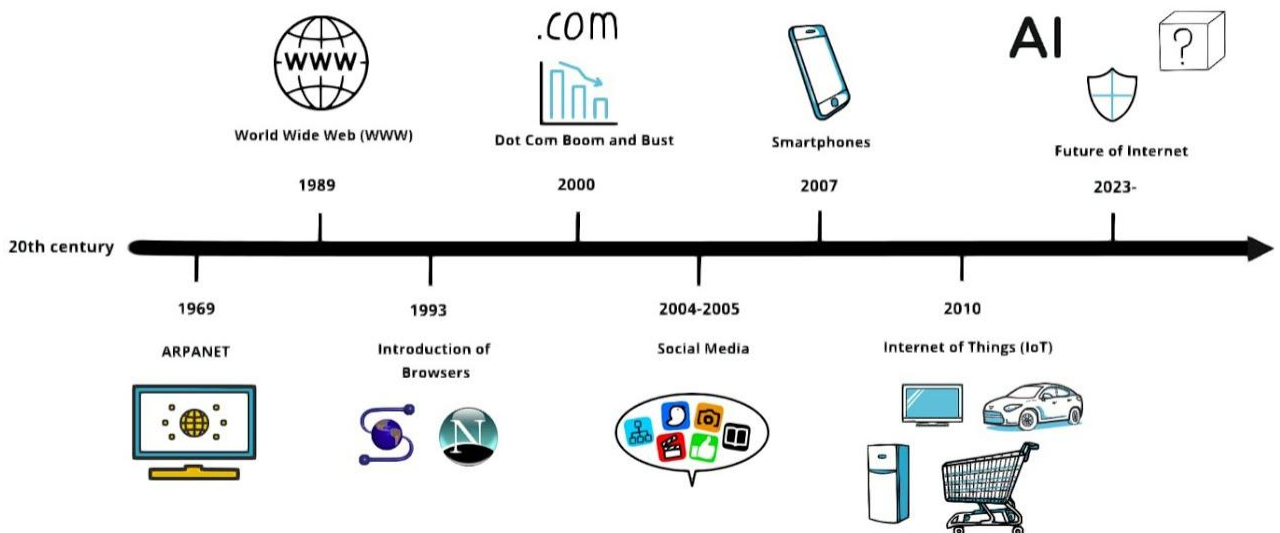 WWW
World Wide Web (WWW)
1989
.com
Dot Com Boom and Bust
2000
Smartphones
2007
AI
?
Future of Internet
2023-
20th century
1969
ARPANET
1993
Introduction of
Browsers
N
2004-2005
Social Media
2010
Internet of Things (IoT)